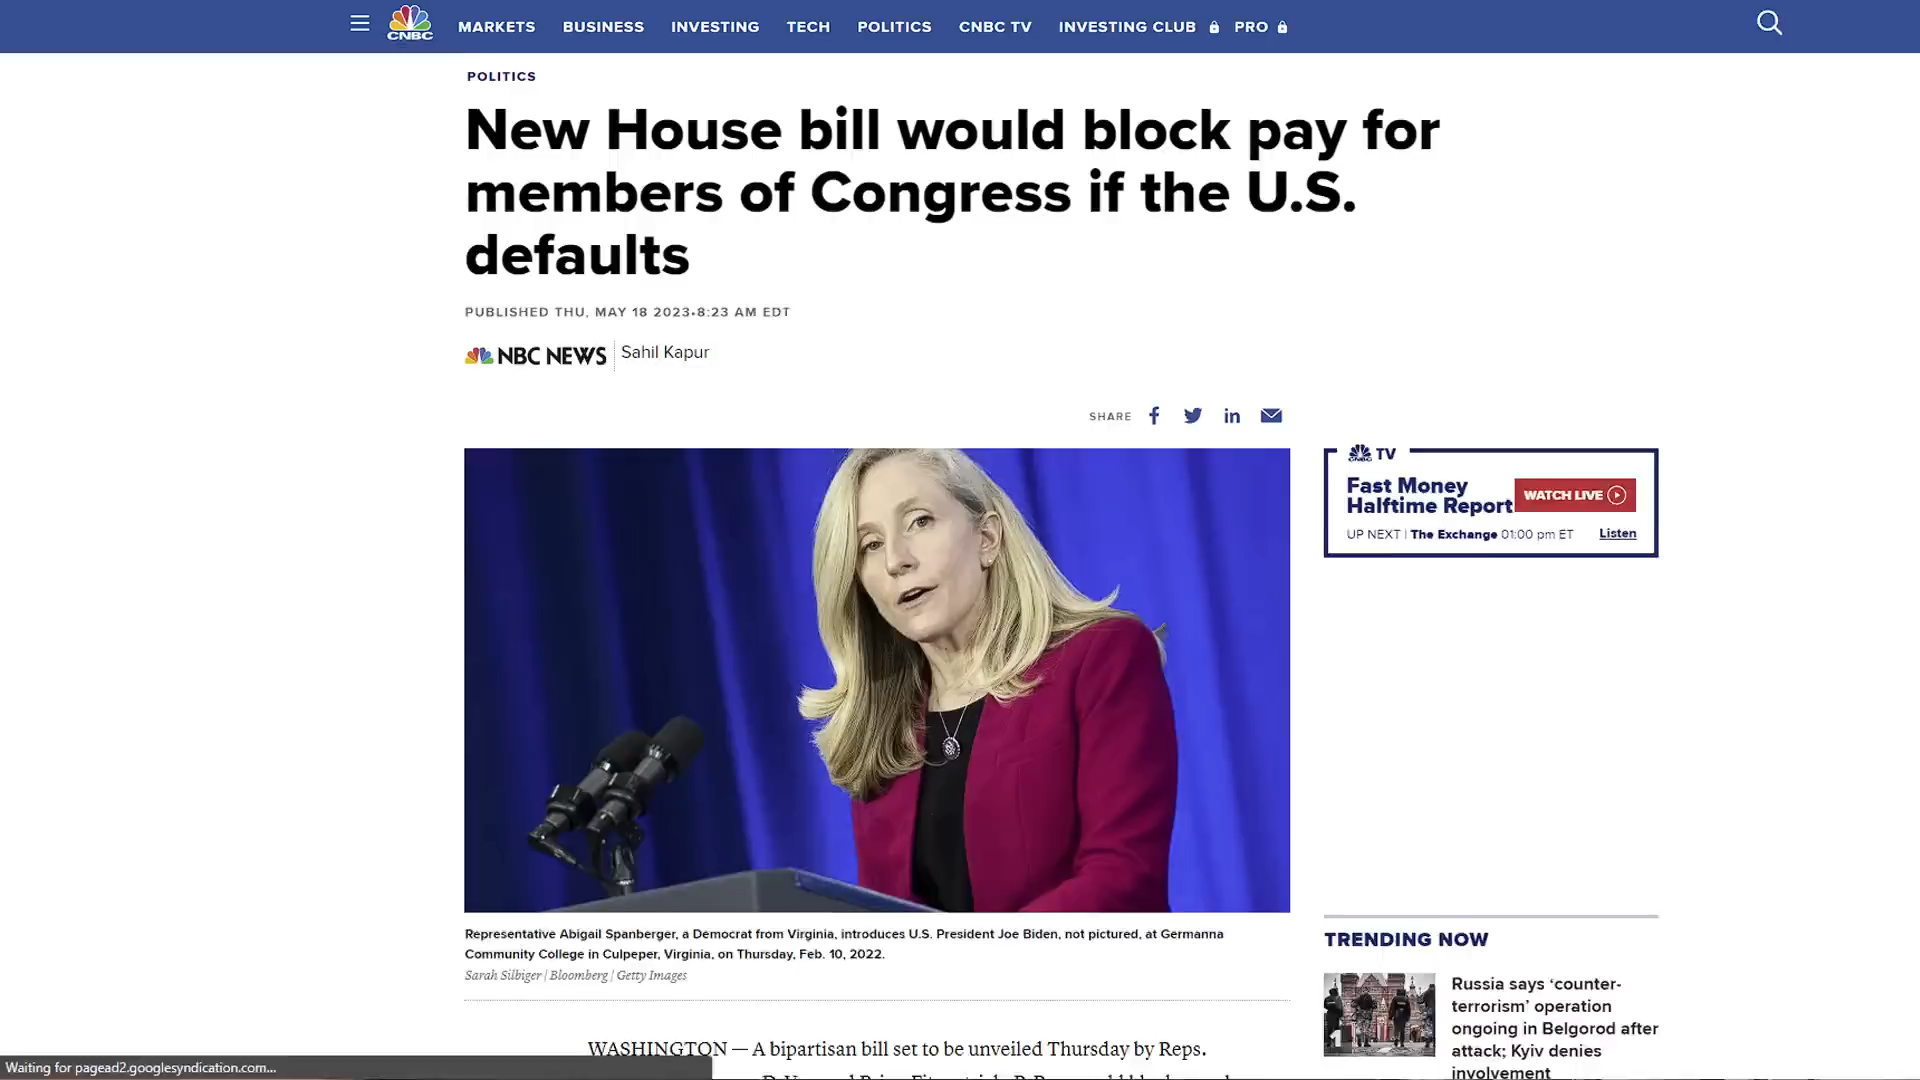 CNBC
MARKETS BUSINESS INVESTING TECH POLITICS CNBC TV INVESTING CLUB PRO
POLITICS
New House bill would block pay for
members of Congress if the U.S.
defaults
PUBLISHED THU, MAY 18 2023•8:23 AM EDT
NBC NEWS Sahil Kapur
SHARE
CNBC TV
Fast Money
Halftime Report
WATCH LIVE
UP NEXT | The Exchange 01:00 pm ET Listen
Representative Abigail Spanberger, a Democrat from Virginia, introduces U.S. President Joe Biden, not pictured, at Germanna
Community College in Culpeper, Virginia, on Thursday, Feb. 10, 2022.
Sarah Silbiger | Bloomberg | Getty Images
TRENDING NOW
1
Russia says ‘counter-
terrorism’ operation
ongoing in Belgorod after
attack; Kyiv denies
involvement
WASHINGTON — A bipartisan bill set to be unveiled Thursday by Reps.
Waiting for pagead2.googlesyndication.com...